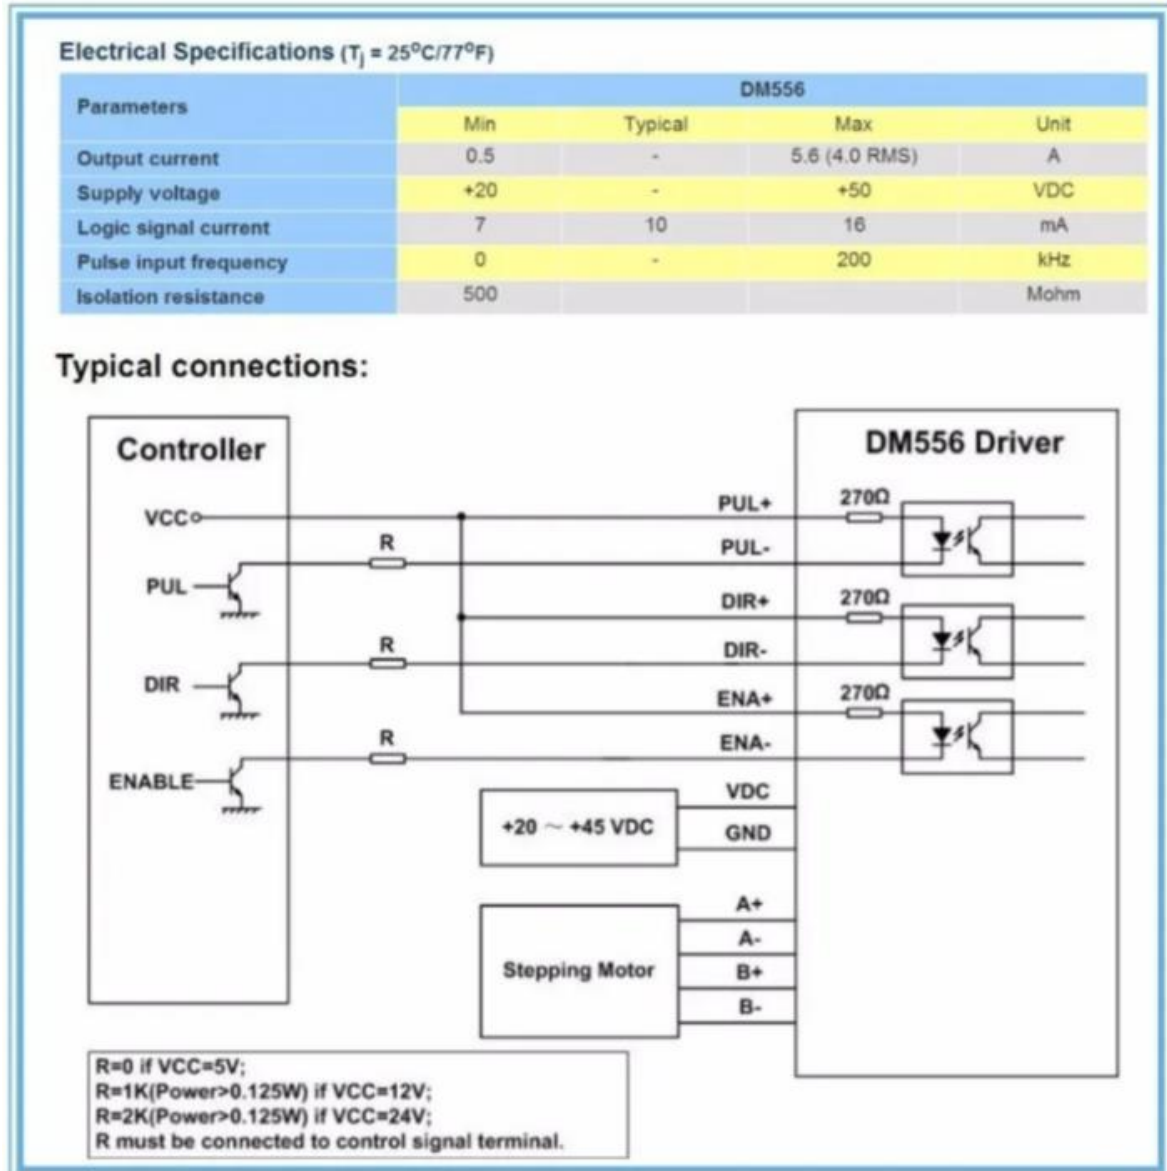 Electrical Specifications (Tj = 25°C/77°F)
Parameters DM556
Min Typical Max Unit
Output current 0.5 - 5.6 (4.0 RMS) A
Supply voltage +20 - +50 VDC
Logic signal current 7 10 16 mA
Pulse input frequency 0 - 200 kHz
Isolation resistance 500 Mohm
Typical connections:
Controller
DM556 Driver
VCC
PUL+
270Ω
R
PUL-
PUL
DIR+
270Ω
R
DIR-
DIR
ENA+
270Ω
R
ENA-
ENABLE
VDC
+20 ~ +45 VDC
GND
A+
A-
Stepping Motor
B+
B-
R=0 if VCC=5V;
R=1K(Power>0.125W) if VCC=12V;
R=2K(Power>0.125W) if VCC=24V;
R must be connected to control signal terminal.